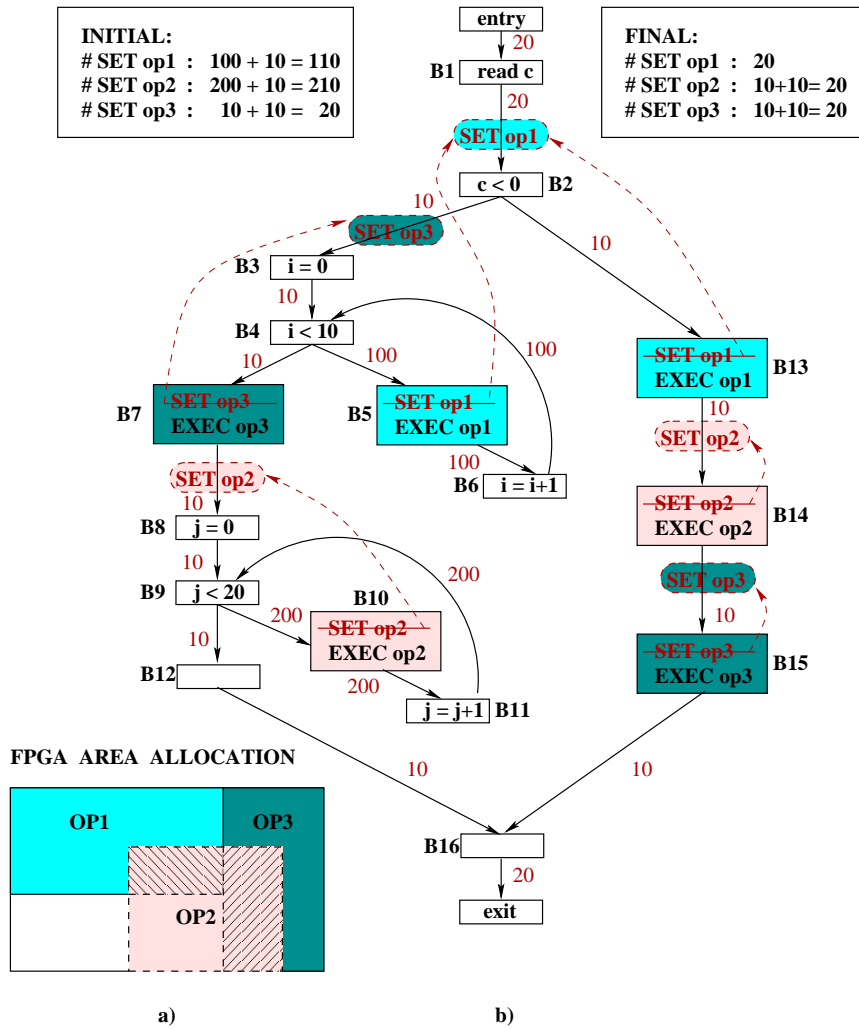 INITIAL:
# SET op1 : 100 + 10 = 110
# SET op2 : 200 + 10 = 210
# SET op3 : 10 + 10 = 20
entry
20
B1 read c
20
FINAL:
# SET op1 : 20
# SET op2 : 10+10= 20
# SET op3 : 10+10= 20
SET op1
c < 0 B2
10
SET op3
10
B3 i = 0
10
B4 i < 10
10
100
100
B7
SET op3
EXEC op3
B5
SET op1
EXEC op1
SET op1
EXEC op1
B13
10
SET op2
100
B6 i = i+1
SET op2
10
SET op2
EXEC op2
B14
B8 j = 0
10
B9 j < 20
200
SET op3
10
10
200
B10
SET op2
EXEC op2
SET op3
EXEC op3
B15
B12
200
j = j+1 B11
10
10
B16
20
exit
FPGA AREA ALLOCATION
OP1
OP3
OP2
a)
b)